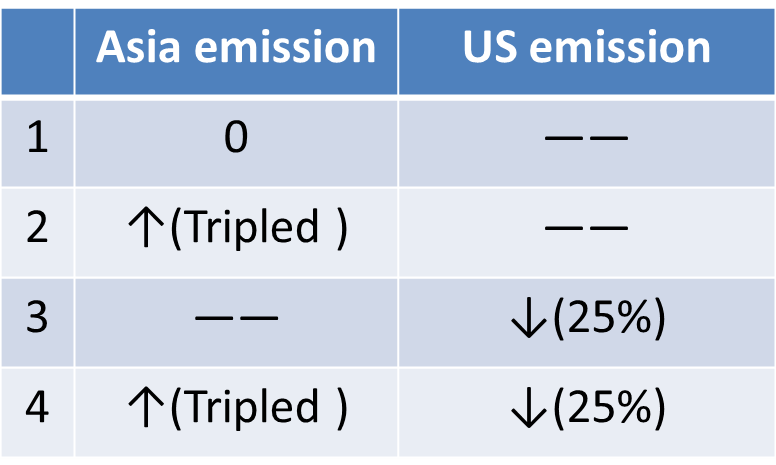 Asia emission US emission
1 0 ——
2 ↑(Tripled ) ——
3 —— ↓(25%)
4 ↑(Tripled ) ↓(25%)